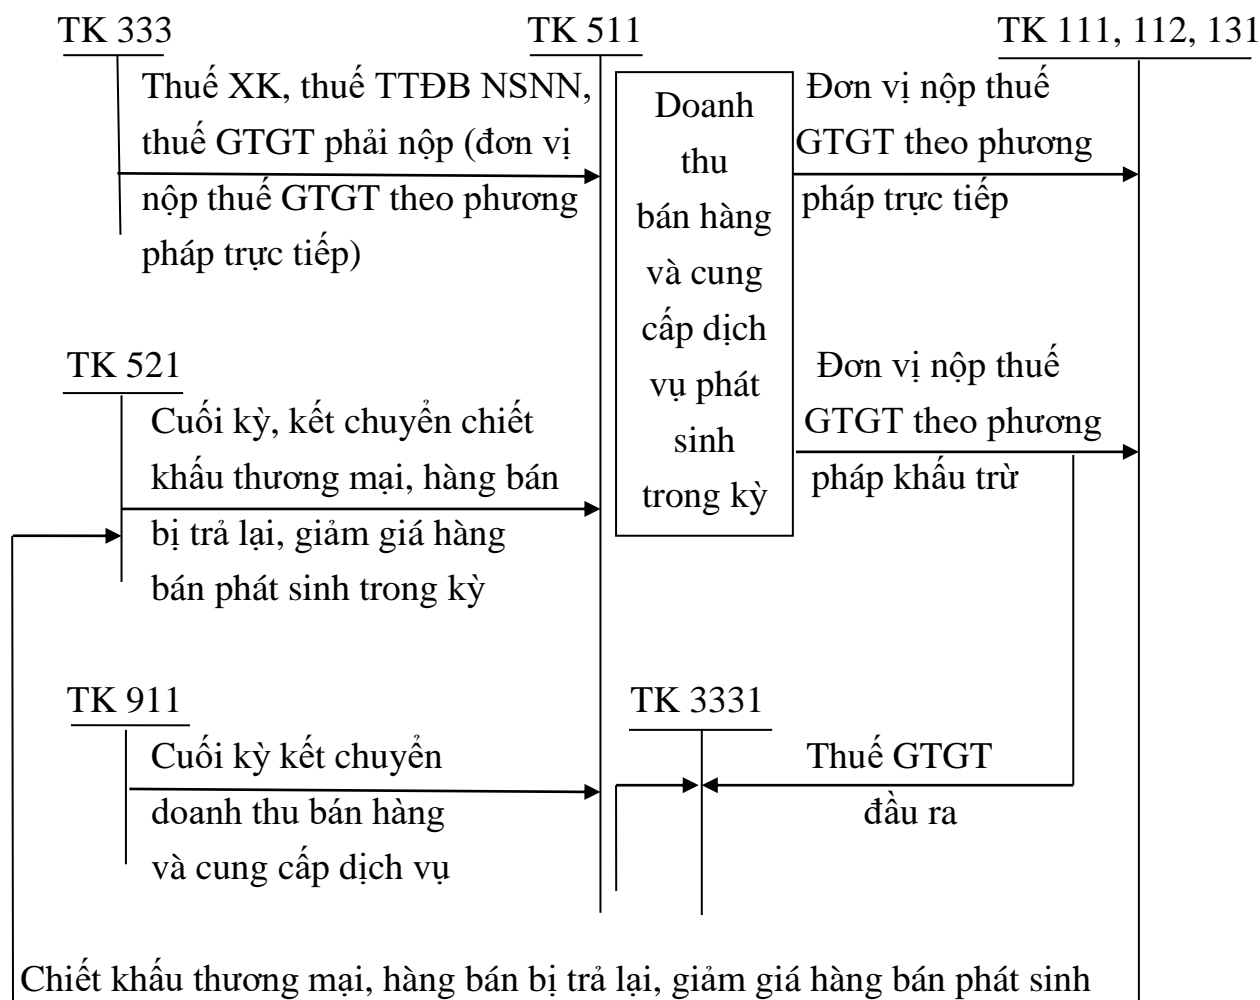 TK 333
TK 511
TK 111, 112, 131
Thuế XK, thuế TTĐB NSNN,
thuế GTGT phải nộp (đơn vị
nộp thuế GTGT theo phương
pháp trực tiếp)
Doanh
thu
bán hàng
và cung
cấp dịch
vụ phát
sinh
trong kỳ
Đơn vị nộp thuế
GTGT theo phương
pháp trực tiếp
TK 521
Cuối kỳ, kết chuyển chiết
khấu thương mại, hàng bán
bị trả lại, giảm giá hàng
bán phát sinh trong kỳ
Đơn vị nộp thuế
GTGT theo phương
pháp khấu trừ
TK 911
Cuối kỳ kết chuyển
doanh thu bán hàng
và cung cấp dịch vụ
TK 3331
Thuế GTGT
đầu ra
Chiết khấu thương mại, hàng bán bị trả lại, giảm giá hàng bán phát sinh